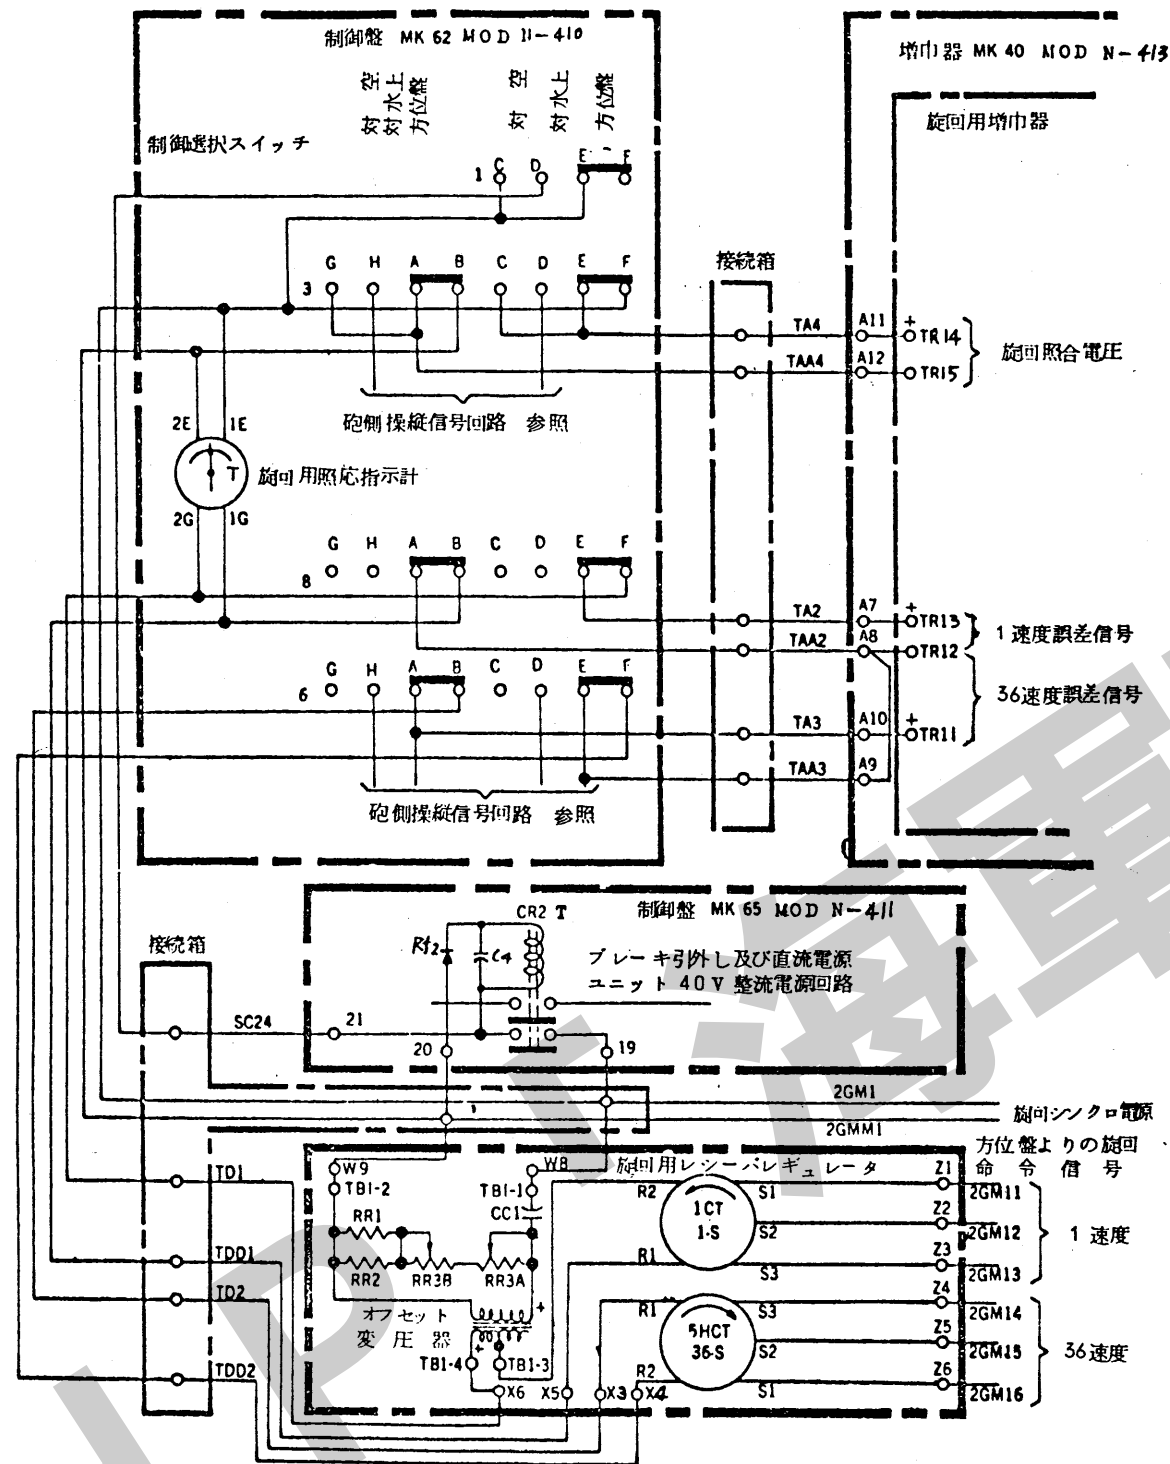 制御盤 MK 62 MOD N-410
増巾器 MK 40 MOD N-413
対空
対水上
方位盤
対空
対水上
方位盤
旋回用増巾器
制御選択スイッチ
1 C D E F
接続箱
G H A B C D E F
3
TA4 A11 + TR14
TAA4 A12 TR15
旋回照合電圧
砲側操縦信号回路 参照
2E 1E
T 旋回用照応指示計
2G 1G
G H A B C D E F
8
TA2 A7 + TR13
TAA2 A8 TR12
1速度誤差信号
G H A B C D E F
6
36速度誤差信号
TA3 A10 + TR11
TAA3 A9
砲側操縦信号回路 参照
制御盤 MK 65 MOD N-411
CR2 T
接続箱
Rf2 C4
ブレーキ引外し及び直流電源
ユニット 40V 整流電源回路
SC24 21
20 19
2GM1
旋回シンクロ電源
2GMM1
方位盤よりの旋回
命令信号
W9 W8 旋回用レシーバレギュレータ Z1
TD1 TB1-2 TB1-1 R2 S1 2GM11
CC1 1CT Z2
RR1 1-S S2 2GM12 1速度
Z3
TDD1 R1 S3 2GM13
RR2 RR3B RR3A
TD2 R1 S3 Z4
オフセット + 2GM14
変圧器 5HCT Z5
36-S S2 2GM15 36速度
+
TB1-4 TB1-3 Z6
TDD2 R2 S1 2GM16
X6 X5 X3 X4
海軍